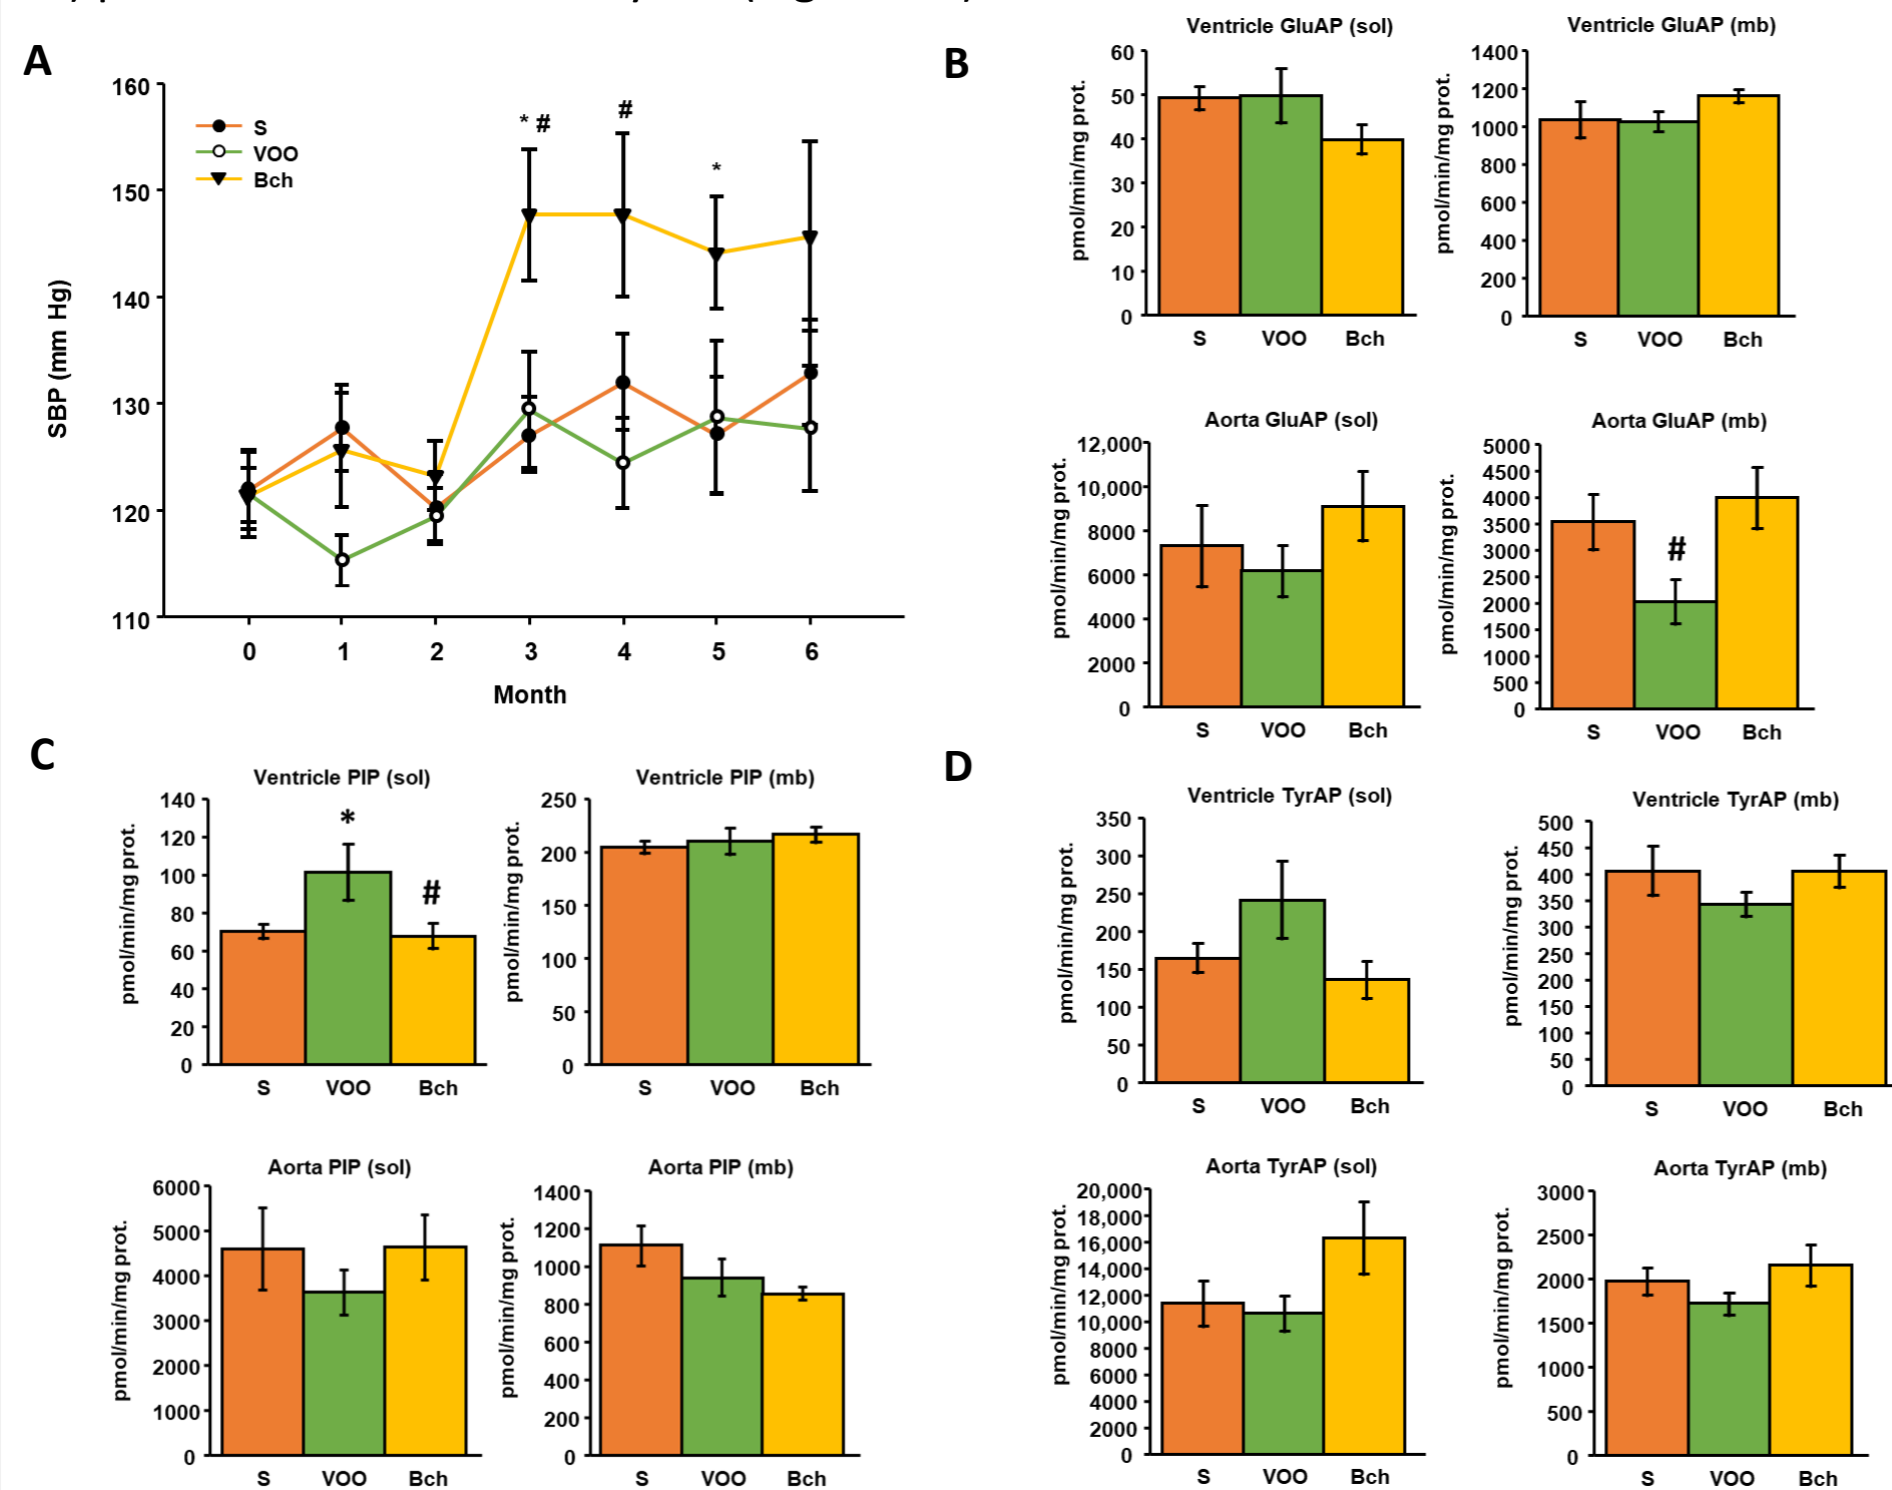 A
160
150
140
130
120
110
SBP (mm Hg)
S
VOO
Bch
* #
#
*
0 1 2 3 4 5 6
Month
B
Ventricle GluAP (sol)
60
50
40
30
20
10
0
pmol/min/mg prot.
S VOO Bch
Ventricle GluAP (mb)
1400
1200
1000
800
600
400
200
0
pmol/min/mg prot.
S VOO Bch
Aorta GluAP (sol)
12,000
10,000
8000
6000
4000
2000
0
pmol/min/mg prot.
S VOO Bch
Aorta GluAP (mb)
5000
4500
4000
3500
3000
2500
2000
1500
1000
500
0
pmol/min/mg prot.
#
S VOO Bch
C
Ventricle PIP (sol)
140
120
100
80
60
40
20
0
pmol/min/mg prot.
*
#
S VOO Bch
Ventricle PIP (mb)
250
200
150
100
50
0
pmol/min/mg prot.
S VOO Bch
Aorta PIP (sol)
6000
5000
4000
3000
2000
1000
0
pmol/min/mg prot.
S VOO Bch
Aorta PIP (mb)
1400
1200
1000
800
600
400
200
0
pmol/min/mg prot.
S VOO Bch
D
Ventricle TyrAP (sol)
350
300
250
200
150
100
50
0
pmol/min/mg prot.
S VOO Bch
Ventricle TyrAP (mb)
500
450
400
350
300
250
200
150
100
50
0
pmol/min/mg prot.
S VOO Bch
Aorta TyrAP (sol)
20,000
18,000
16,000
14,000
12,000
10,000
8000
6000
4000
2000
0
pmol/min/mg prot.
S VOO Bch
Aorta TyrAP (mb)
3000
2500
2000
1500
1000
500
0
pmol/min/mg prot.
S VOO Bch